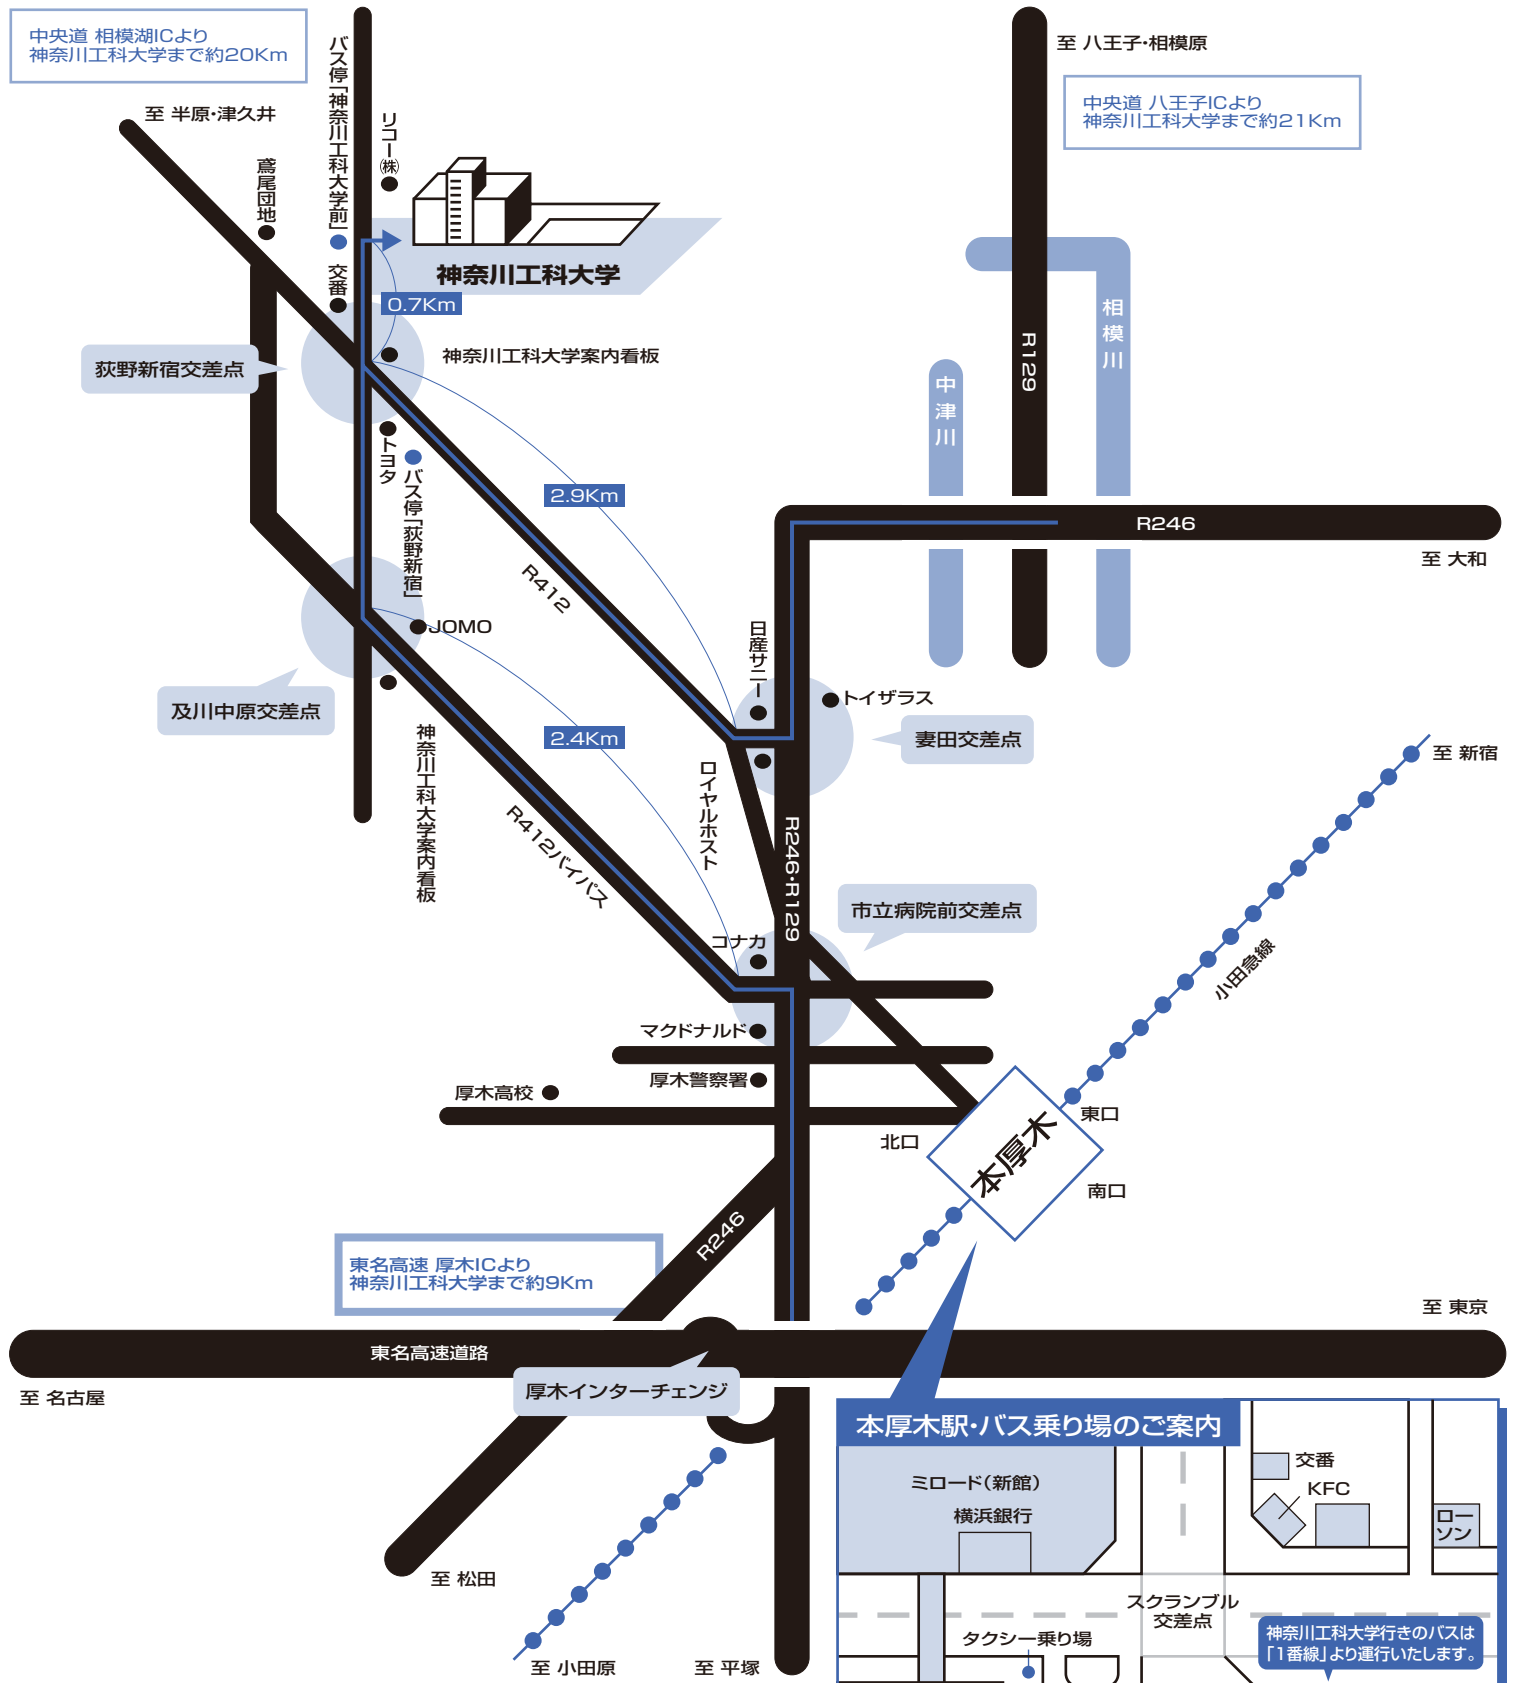 中央道 相模湖ICより
神奈川工科大学まで約20Km
至 半原・津久井
バス停「神奈川工科大学前」
リコー㈱
鳶尾団地
交番
神奈川工科大学
0.7Km
荻野新宿交差点
神奈川工科大学案内看板
トヨタ
バス停「荻野新宿」
2.9Km
R412
JOMO
及川中原交差点
神奈川工科大学案内看板
2.4Km
R412バイパス
至 八王子・相模原
中央道 八王子ICより
神奈川工科大学まで約21Km
R129
相模川
中津川
R246
至 大和
日産サニー
トイザラス
妻田交差点
ロイヤルホスト
R246・R129
至 新宿
市立病院前交差点
コナカ
小田急線
マクドナルド
厚木警察署
厚木高校
東口
北口
本厚木
南口
R246
東名高速 厚木ICより
神奈川工科大学まで約9Km
至 東京
東名高速道路
厚木インターチェンジ
至 名古屋
至 松田
至 小田原
至 平塚
本厚木駅・バス乗り場のご案内
ミロード（新館）
横浜銀行
交番
KFC
ロー
ソン
スクランブル
交差点
タクシー乗り場
神奈川工科大学行きのバスは
「1番線」より運行いたします。